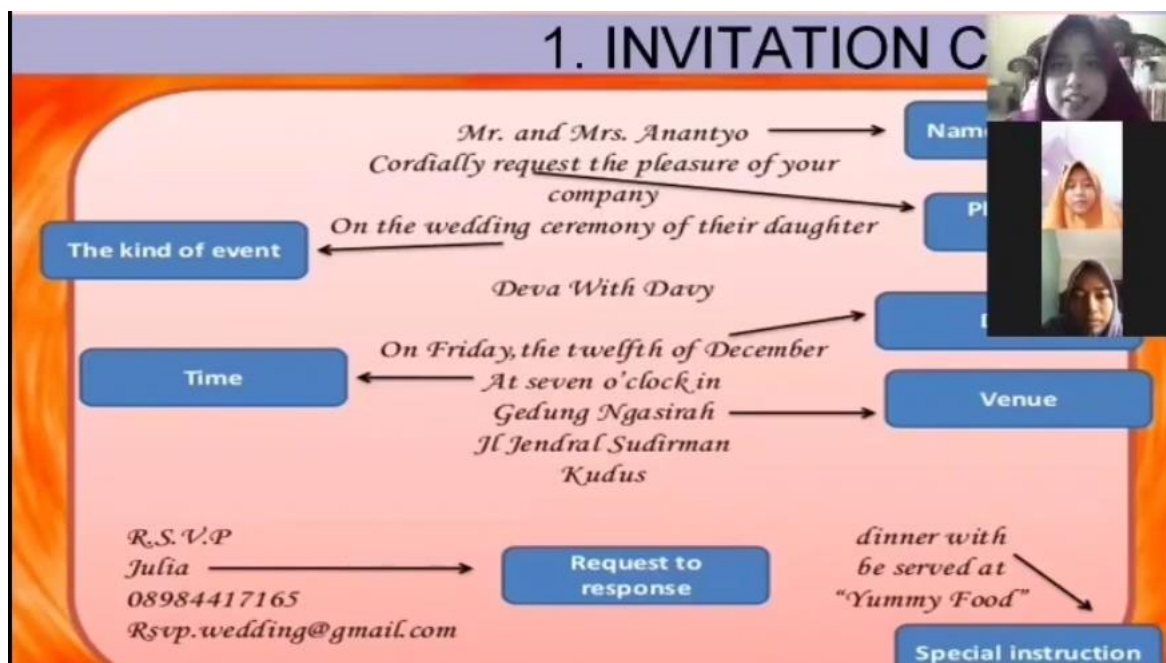 1. INVITATION C
Mr. and Mrs. Anantyo
Name
Cordially request the pleasure of your
company
On the wedding ceremony of their daughter
The kind of event
Deva With Davy
On Friday, the twelfth of December
Time
At seven o'clock in
Gedung Ngasirah
Venue
Jl Jendral Sudirman
Kudus
R.S.V.P
Julia
08984417165
Rsvp.wedding@gmail.com
Request to
response
dinner with
be served at
“Yummy Food”
Special instruction